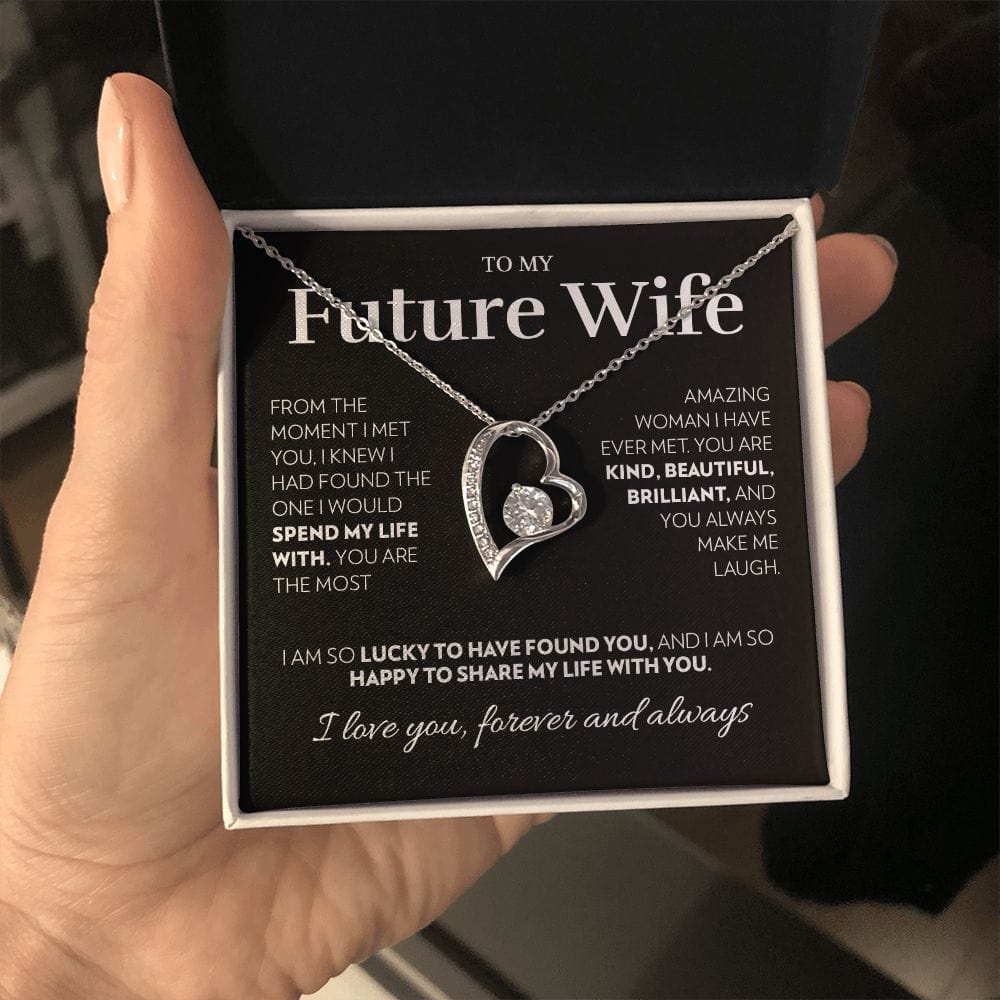 TO MY
Future Wife
FROM THE
MOMENT I MET
YOU, I KNEW I
HAD FOUND THE
ONE I WOULD
SPEND MY LIFE
WITH. YOU ARE
THE MOST
AMAZING
WOMAN I HAVE
EVER MET. YOU ARE
KIND, BEAUTIFUL,
BRILLIANT, AND
YOU ALWAYS
MAKE ME
LAUGH.
I AM SO LUCKY TO HAVE FOUND YOU, AND I AM SO
HAPPY TO SHARE MY LIFE WITH YOU.
I love you, forever and always